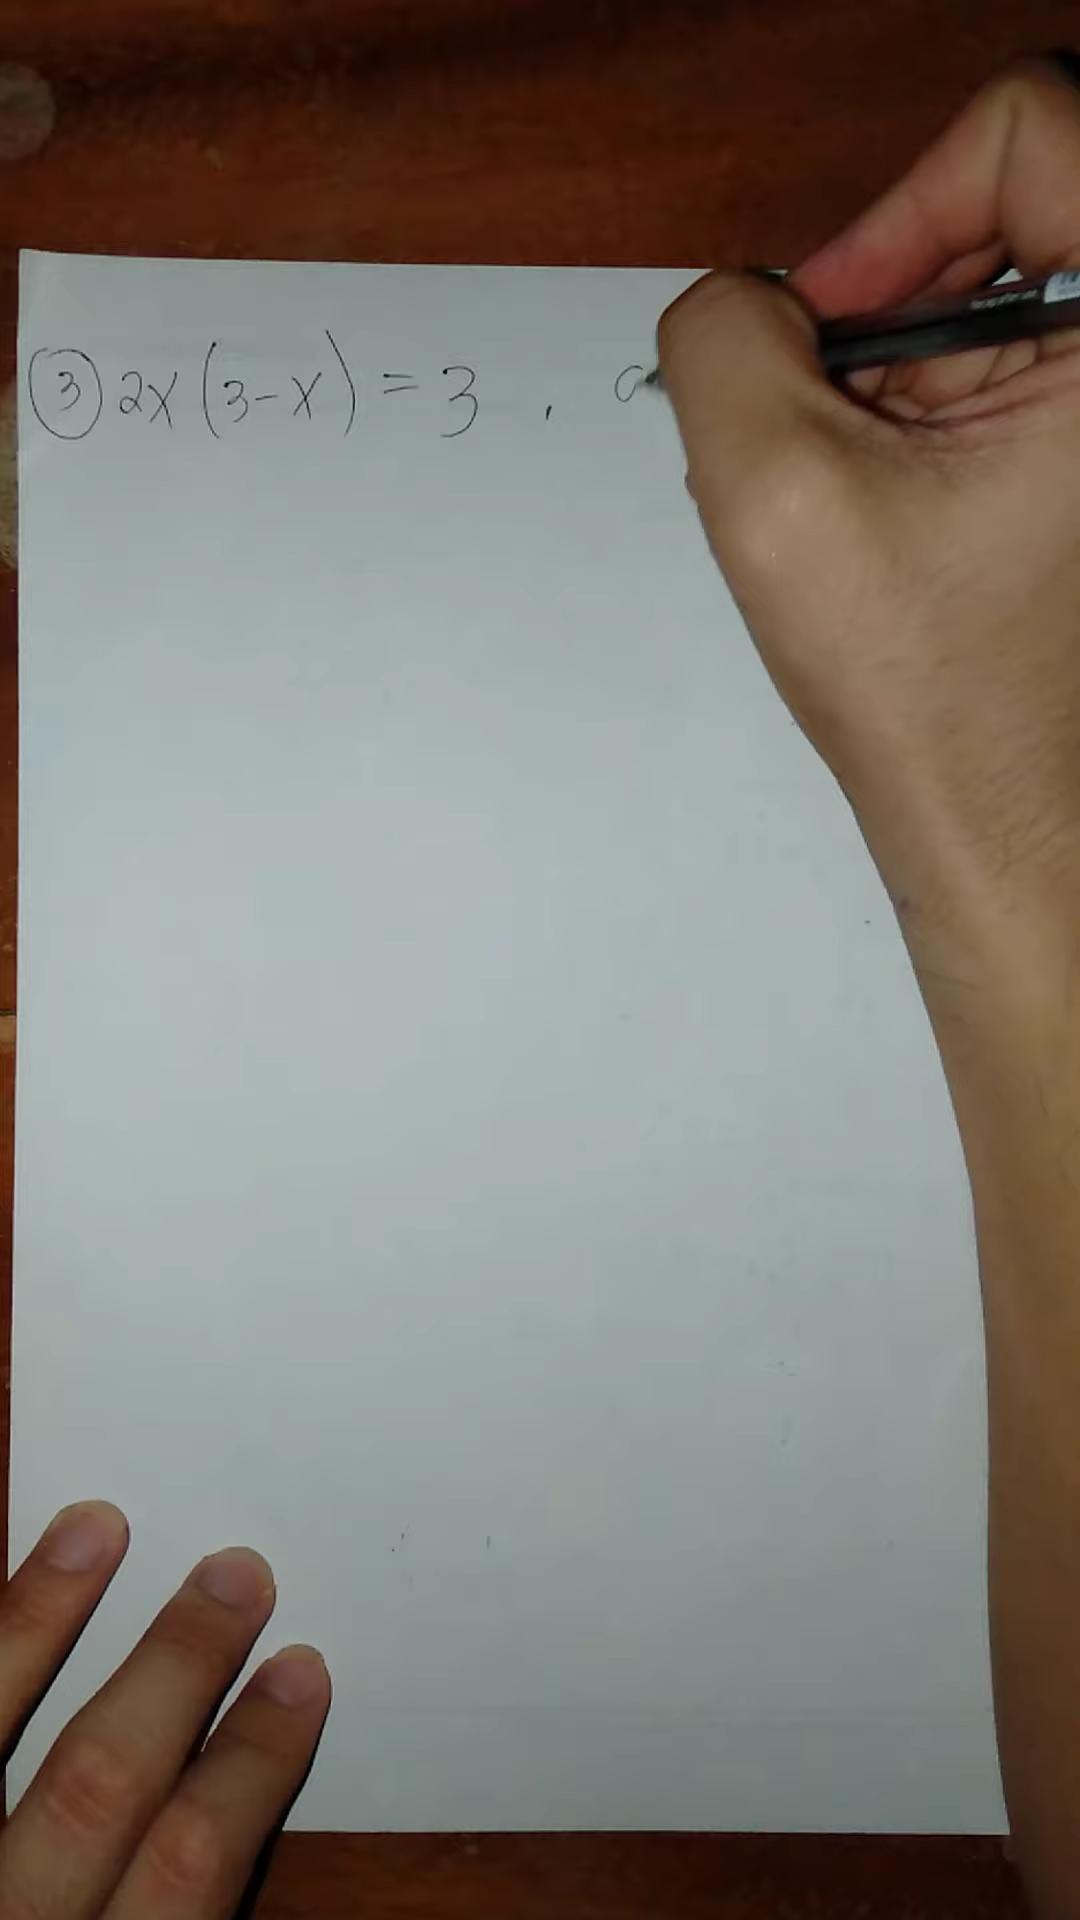 ③ 2x (3-x) = 3 , a